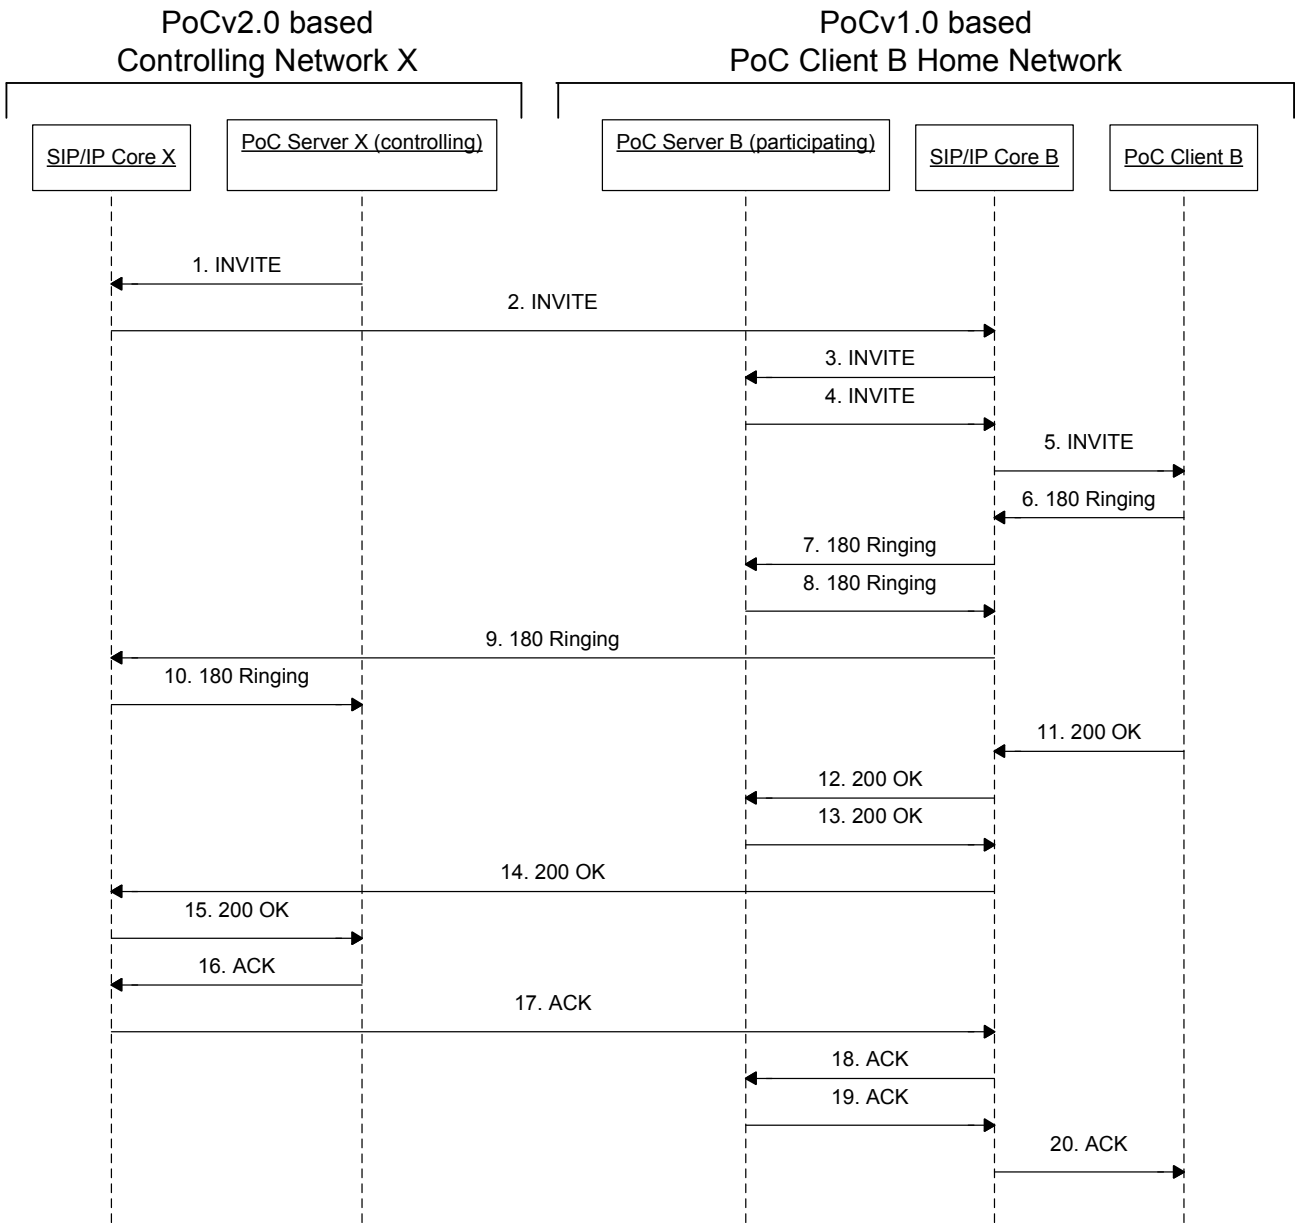 PoCv2.0 based
Controlling Network X
PoCv1.0 based
PoC Client B Home Network
SIP/IP Core X
PoC Server X (controlling)
PoC Server B (participating)
SIP/IP Core B
PoC Client B
1. INVITE
2. INVITE
3. INVITE
4. INVITE
5. INVITE
6. 180 Ringing
7. 180 Ringing
8. 180 Ringing
9. 180 Ringing
10. 180 Ringing
11. 200 OK
12. 200 OK
13. 200 OK
14. 200 OK
15. 200 OK
16. ACK
17. ACK
18. ACK
19. ACK
20. ACK